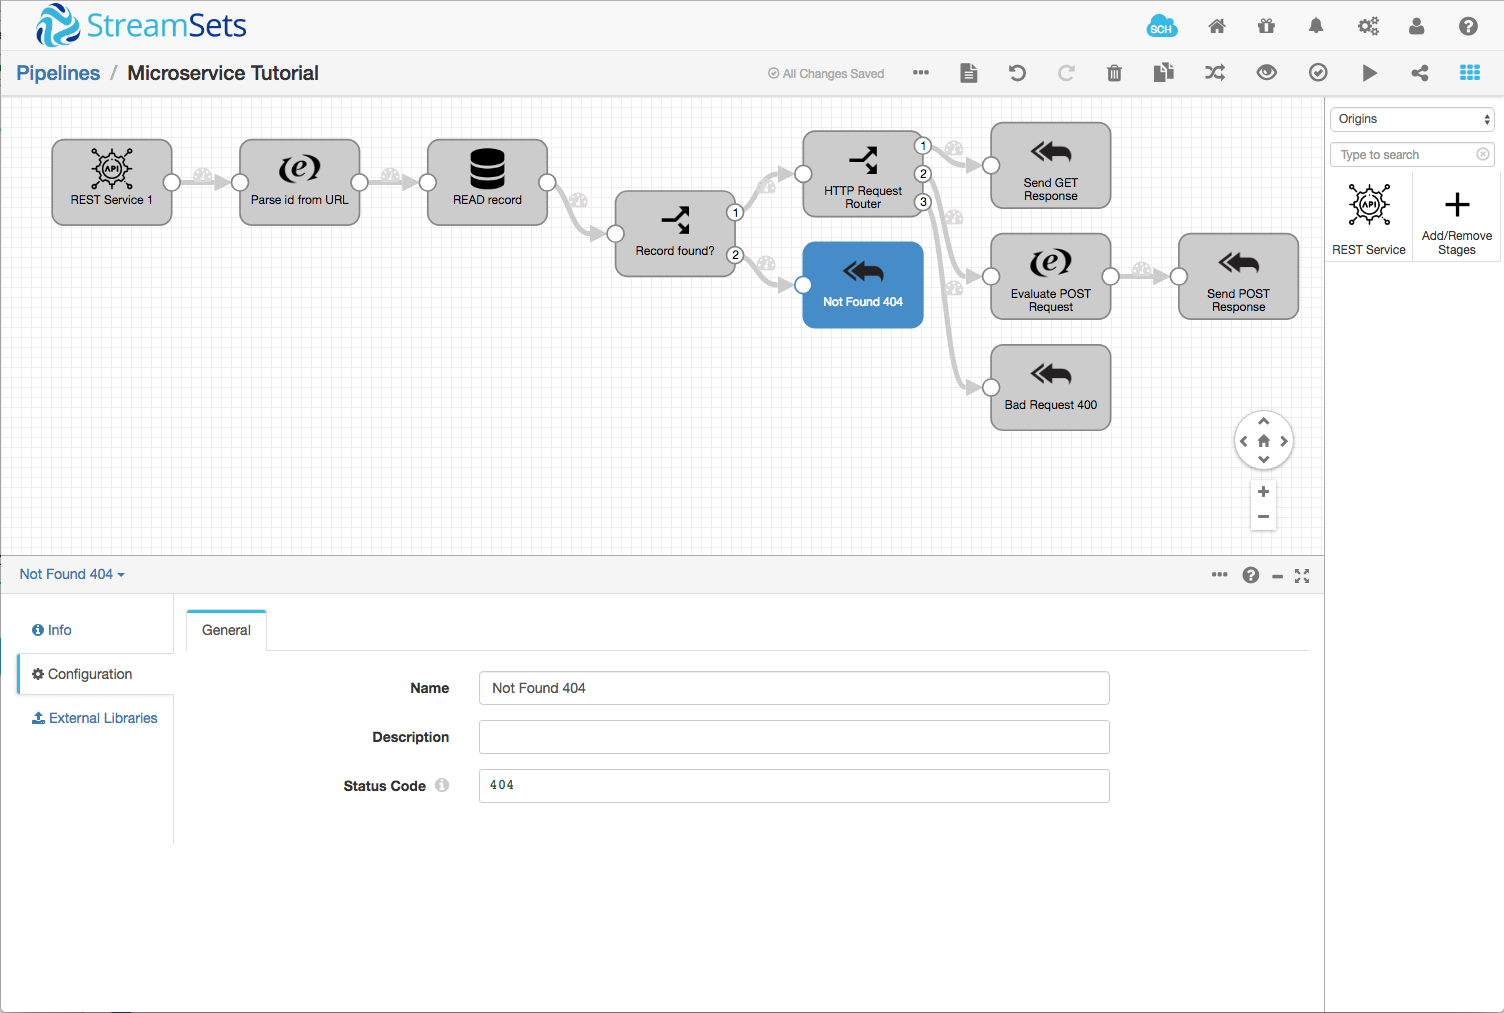 StreamSets
SCH
Pipelines / Microservice Tutorial
All Changes Saved
API
REST Service 1
e
Parse id from URL
READ record
Record found?
1
2
HTTP Request
Router
1
2
3
Not Found 404
Send GET
Response
e
Evaluate POST
Request
Send POST
Response
Bad Request 400
Origins
Type to search
API
REST Service
Add/Remove
Stages
Not Found 404
Info
Configuration
External Libraries
General
Name
Not Found 404
Description
Status Code
404